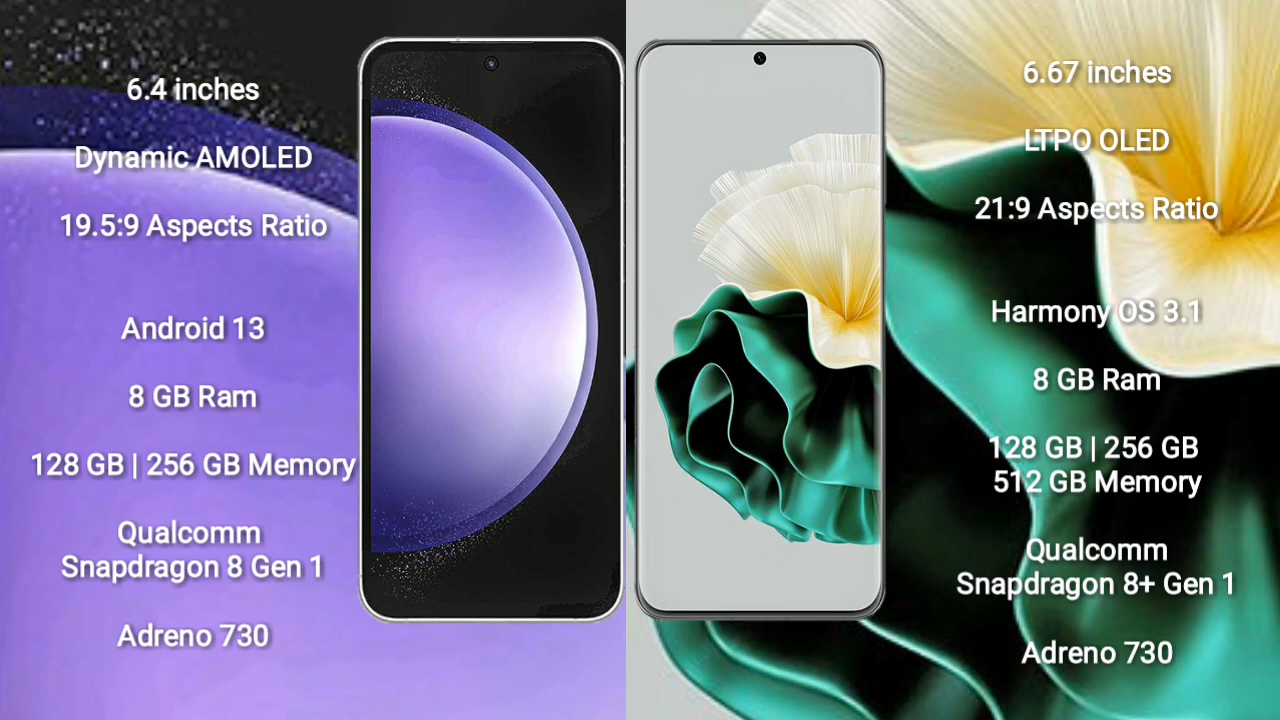 6.4 inches
Dynamic AMOLED
19.5:9 Aspects Ratio
Android 13
8 GB Ram
128 GB | 256 GB Memory
Qualcomm
Snapdragon 8 Gen 1
Adreno 730
6.67 inches
LTPO OLED
21:9 Aspects Ratio
Harmony OS 3.1
8 GB Ram
128 GB | 256 GB
512 GB Memory
Qualcomm
Snapdragon 8+ Gen 1
Adreno 730